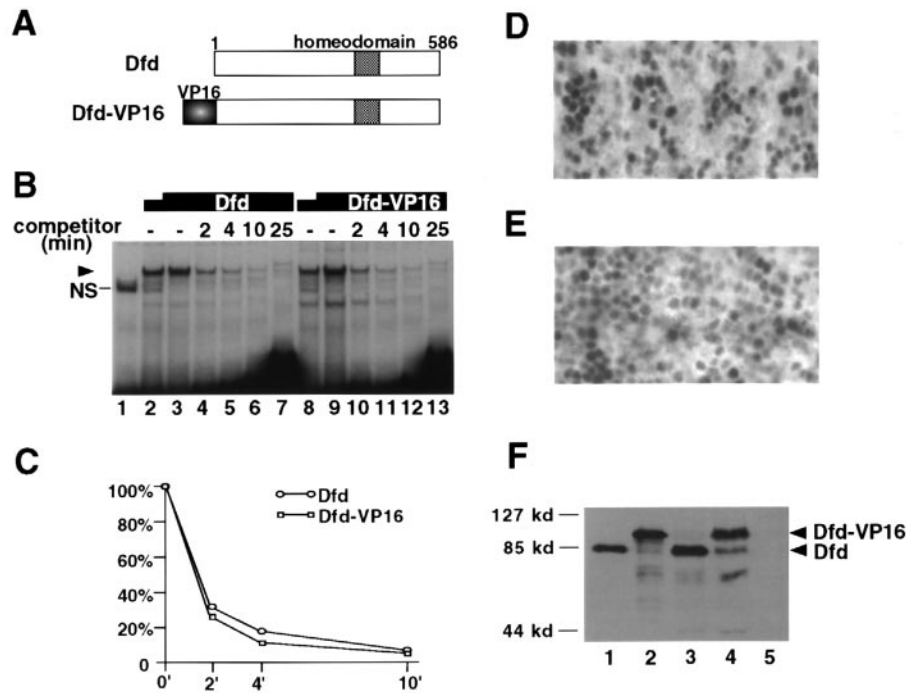 A
1 homeodomain 586
Dfd
VP16
Dfd-VP16
B
Dfd Dfd-VP16
competitor - - 2 4 10 25 - - 2 4 10 25
(min)
NS
1 2 3 4 5 6 7 8 9 10 11 12 13
C
100%
80%
60%
40%
20%
0
0' 2' 4' 10'
Dfd
Dfd-VP16
D
E
F
127 kd
85 kd
44 kd
Dfd-VP16
Dfd
1 2 3 4 5